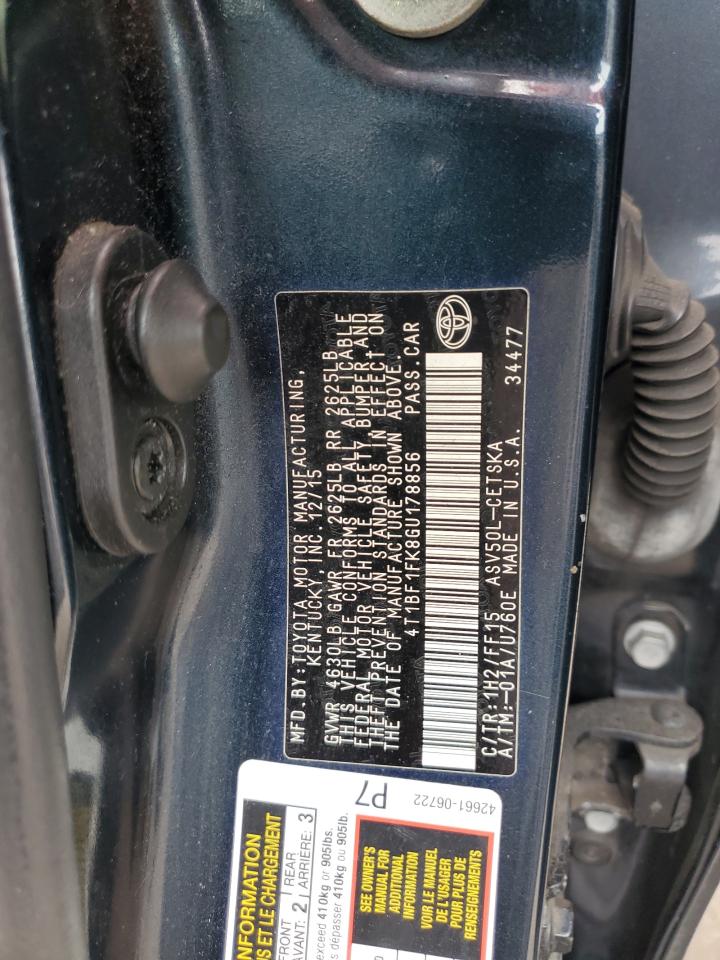 MFD.BY:TOYOTA MOTOR MANUFACTURING,
KENTUCKY, INC. 12/15
GVWR 4630LB GAWR FR 2625LB RR 2625LB
THIS VEHICLE CONFORMS TO ALL APPLICABLE
FEDERAL MOTOR VEHICLE SAFETY, BUMPER, AND
THEFT PREVENTION STANDARDS IN EFFECT ON
THE DATE OF MANUFACTURE SHOWN ABOVE.
4T1BF1FK8GU178856 PASS.CAR
C/TR:1H2/FF15 ASV50L-CETSKA
A/TM:-01A/U760E MADE IN U.S.A. 34477
P7
42661-06722
INFORMATION
NS ET LE CHARGEMENT
FRONT
AVANT: 2
REAR
ARRIÈRE: 3
exceed 410kg or 905lbs.
s dépasser 410kg ou 905lb.
SEE OWNER'S
MANUAL FOR
ADDITIONAL
INFORMATION
VOIR LE MANUEL
DE L'USAGER
POUR PLUS DE
RENSEIGNEMENTS